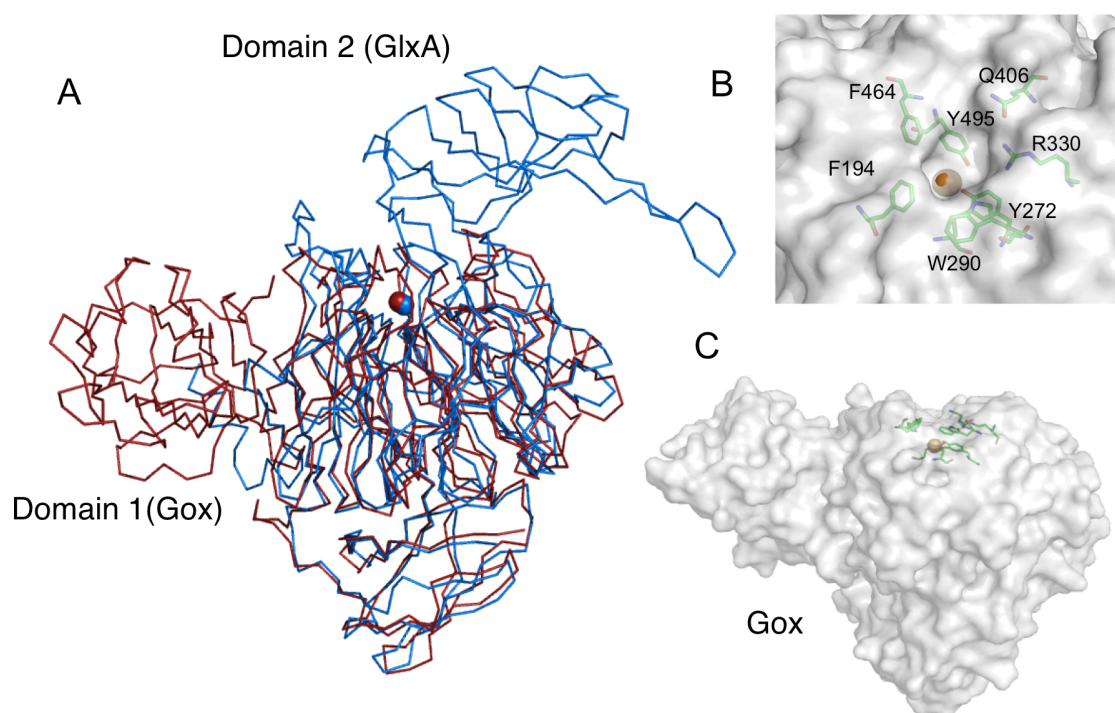 Domain 2 (GlxA)
A
Domain 1(Gox)
B
F464
Q406
Y495
R330
F194
Y272
W290
C
Gox